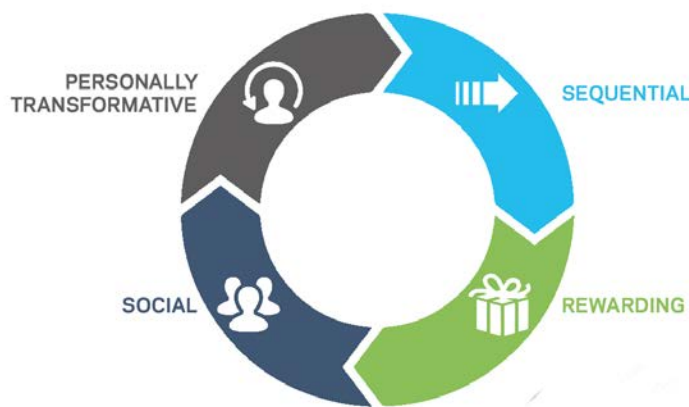 PERSONALLY
TRANSFORMATIVE
SEQUENTIAL
SOCIAL
REWARDING